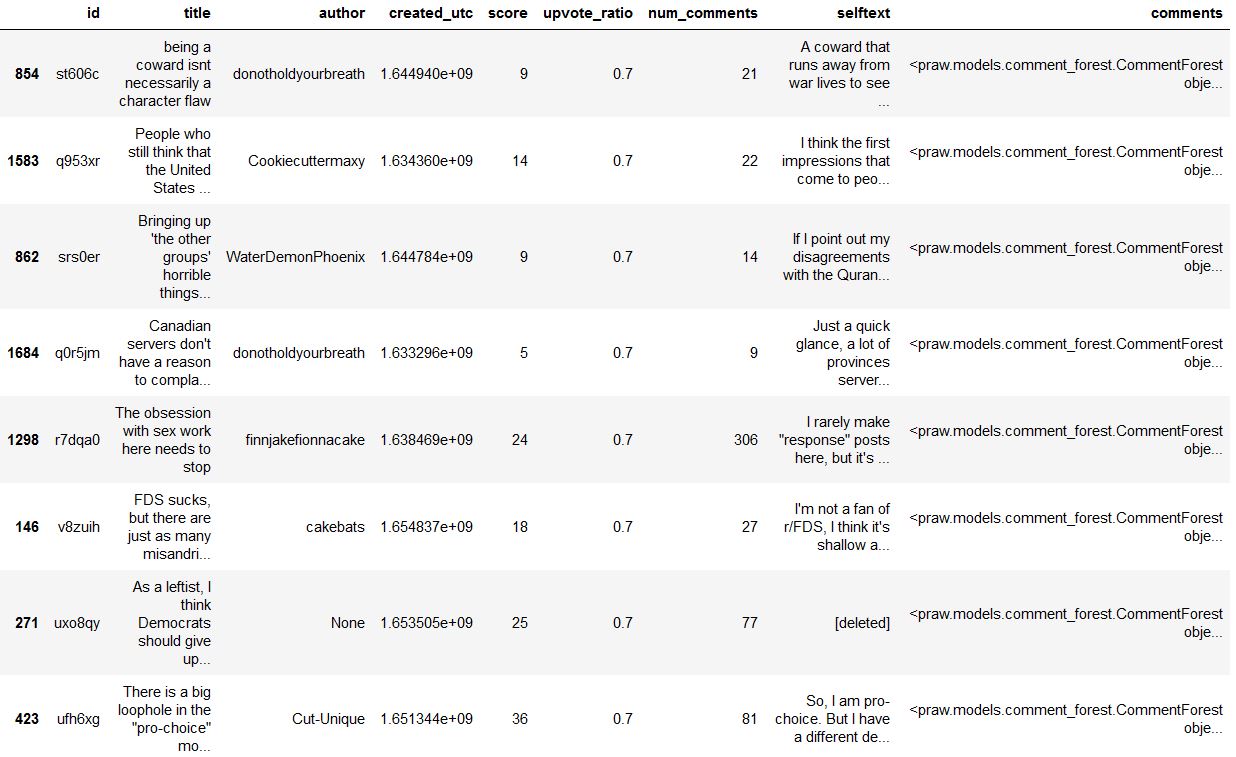 id title author created_utc score upvote_ratio num_comments selftext comments
being a
coward isnt
necessarily a
character flaw
854 st606c donotholdyourbreath 1.644940e+09 9 0.7 21
A coward that
runs away from
war lives to see
...
<praw.models.comment_forest.CommentForest
obje...
People who
still think that
the United
States ...
1583 q953xr Cookiecuttermaxy 1.634360e+09 14 0.7 22
I think the first
impressions that
come to peo...
<praw.models.comment_forest.CommentForest
obje...
Bringing up
'the other
groups'
horrible
things...
862 srs0er WaterDemonPhoenix 1.644784e+09 9 0.7 14
If I point out my
disagreements
with the Quran...
<praw.models.comment_forest.CommentForest
obje...
Canadian
servers don't
have a reason
to compla...
1684 q0r5jm donotholdyourbreath 1.633296e+09 5 0.7 9
Just a quick
glance, a lot of
provinces
server...
<praw.models.comment_forest.CommentForest
obje...
The obsession
with sex work
here needs to
stop
1298 r7dqa0 finnjakefionnacake 1.638469e+09 24 0.7 306
I rarely make
"response" posts
here, but it's ...
<praw.models.comment_forest.CommentForest
obje...
FDS sucks,
but there are
just as many
misandri...
146 v8zuih cakebats 1.654837e+09 18 0.7 27
I'm not a fan of
r/FDS, I think it's
shallow a...
<praw.models.comment_forest.CommentForest
obje...
As a leftist, I
think
Democrats
should give
up...
271 uxo8qy None 1.653505e+09 25 0.7 77 [deleted]
<praw.models.comment_forest.CommentForest
obje...
There is a big
loophole in the
"pro-choice"
mo...
423 ufh6xg Cut-Unique 1.651344e+09 36 0.7 81
So, I am pro-
choice. But I have
a different de...
<praw.models.comment_forest.CommentForest
obje...